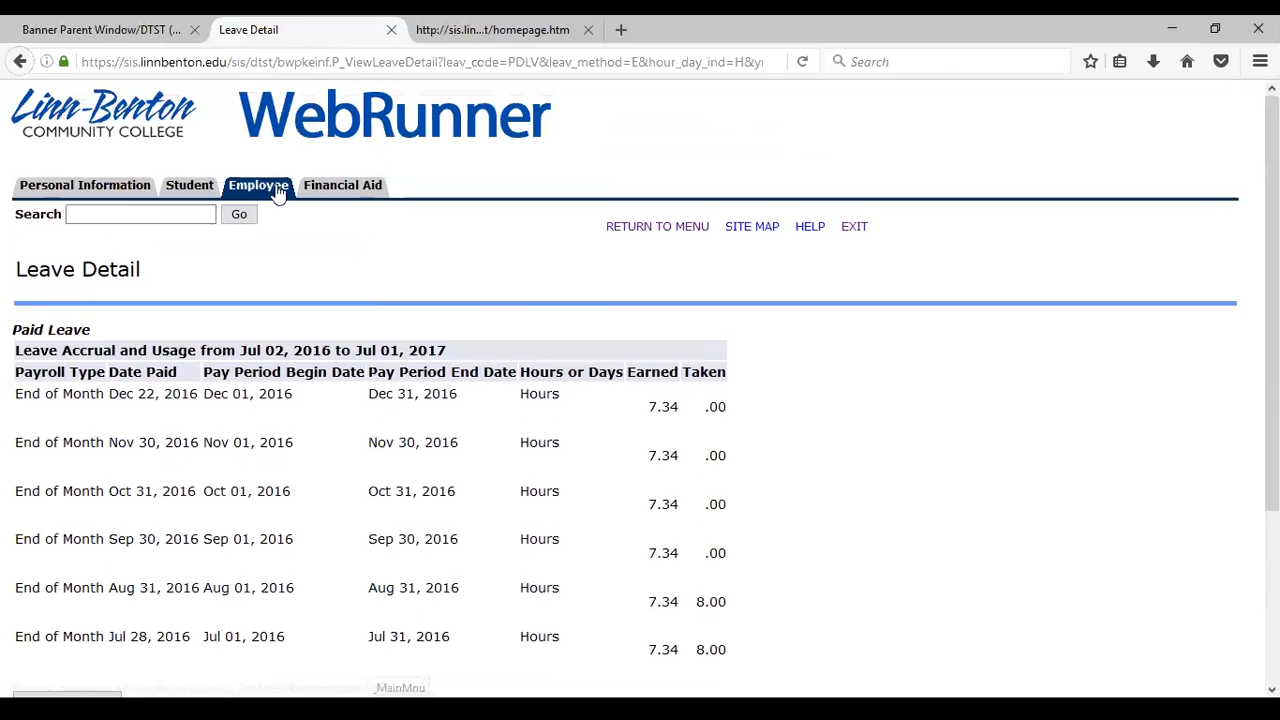 Banner Parent Window/DTST (...
Leave Detail
http://sis.lin...t/homepage.htm
https://sis.linnbenton.edu/sis/dtst/bwpkeinf.P_ViewLeaveDetail?leav_code=PDLV&leav_method=E&hour_day_ind=H&yr
Search
Linn-Benton
COMMUNITY COLLEGE
WebRunner
Personal Information Student Employee Financial Aid
Search Go
RETURN TO MENU SITE MAP HELP EXIT
Leave Detail
Paid Leave
Leave Accrual and Usage from Jul 02, 2016 to Jul 01, 2017
Payroll Type Date Paid Pay Period Begin Date Pay Period End Date Hours or Days Earned Taken
End of Month Dec 22, 2016 Dec 01, 2016 Dec 31, 2016 Hours 7.34 .00
End of Month Nov 30, 2016 Nov 01, 2016 Nov 30, 2016 Hours 7.34 .00
End of Month Oct 31, 2016 Oct 01, 2016 Oct 31, 2016 Hours 7.34 .00
End of Month Sep 30, 2016 Sep 01, 2016 Sep 30, 2016 Hours 7.34 .00
End of Month Aug 31, 2016 Aug 01, 2016 Aug 31, 2016 Hours 7.34 8.00
End of Month Jul 28, 2016 Jul 01, 2016 Jul 31, 2016 Hours 7.34 8.00
_MainMnu